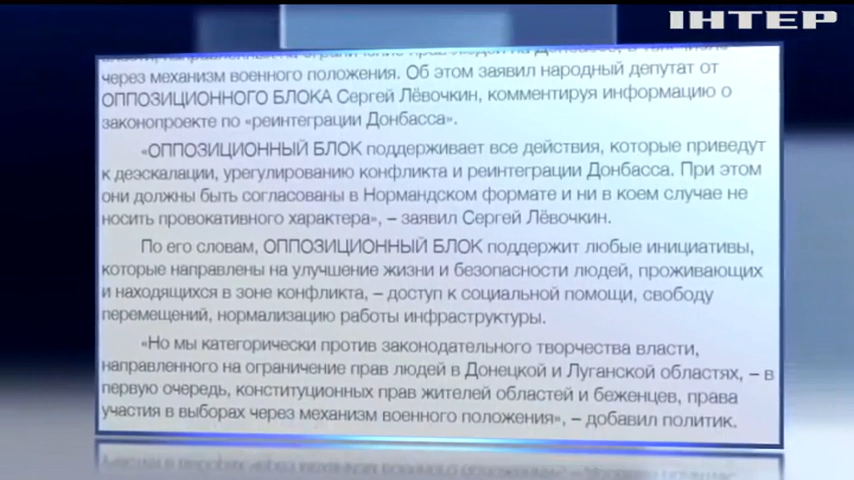 ІНТЕР
через механизм военного положения. Об этом заявил народный депутат от
ОППОЗИЦИОННОГО БЛОКА Сергей Лёвочкин, комментируя информацию о
законопроекте по «реинтеграции Донбасса».
«ОППОЗИЦИОННЫЙ БЛОК поддерживает все действия, которые приведут
к деэскалации, урегулированию конфликта и реинтеграции Донбасса. При этом
они должны быть согласованы в Нормандском формате и ни в коем случае не
носить провокативного характера», – заявил Сергей Лёвочкин.
По его словам, ОППОЗИЦИОННЫЙ БЛОК поддержит любые инициативы,
которые направлены на улучшение жизни и безопасности людей, проживающих
и находящихся в зоне конфликта, – доступ к социальной помощи, свободу
перемещений, нормализацию работы инфраструктуры.
«Но мы категорически против законодательного творчества власти,
направленного на ограничение прав людей в Донецкой и Луганской областях, – в
первую очередь, конституционных прав жителей областей и беженцев, права
участия в выборах через механизм военного положения», – добавил политик.